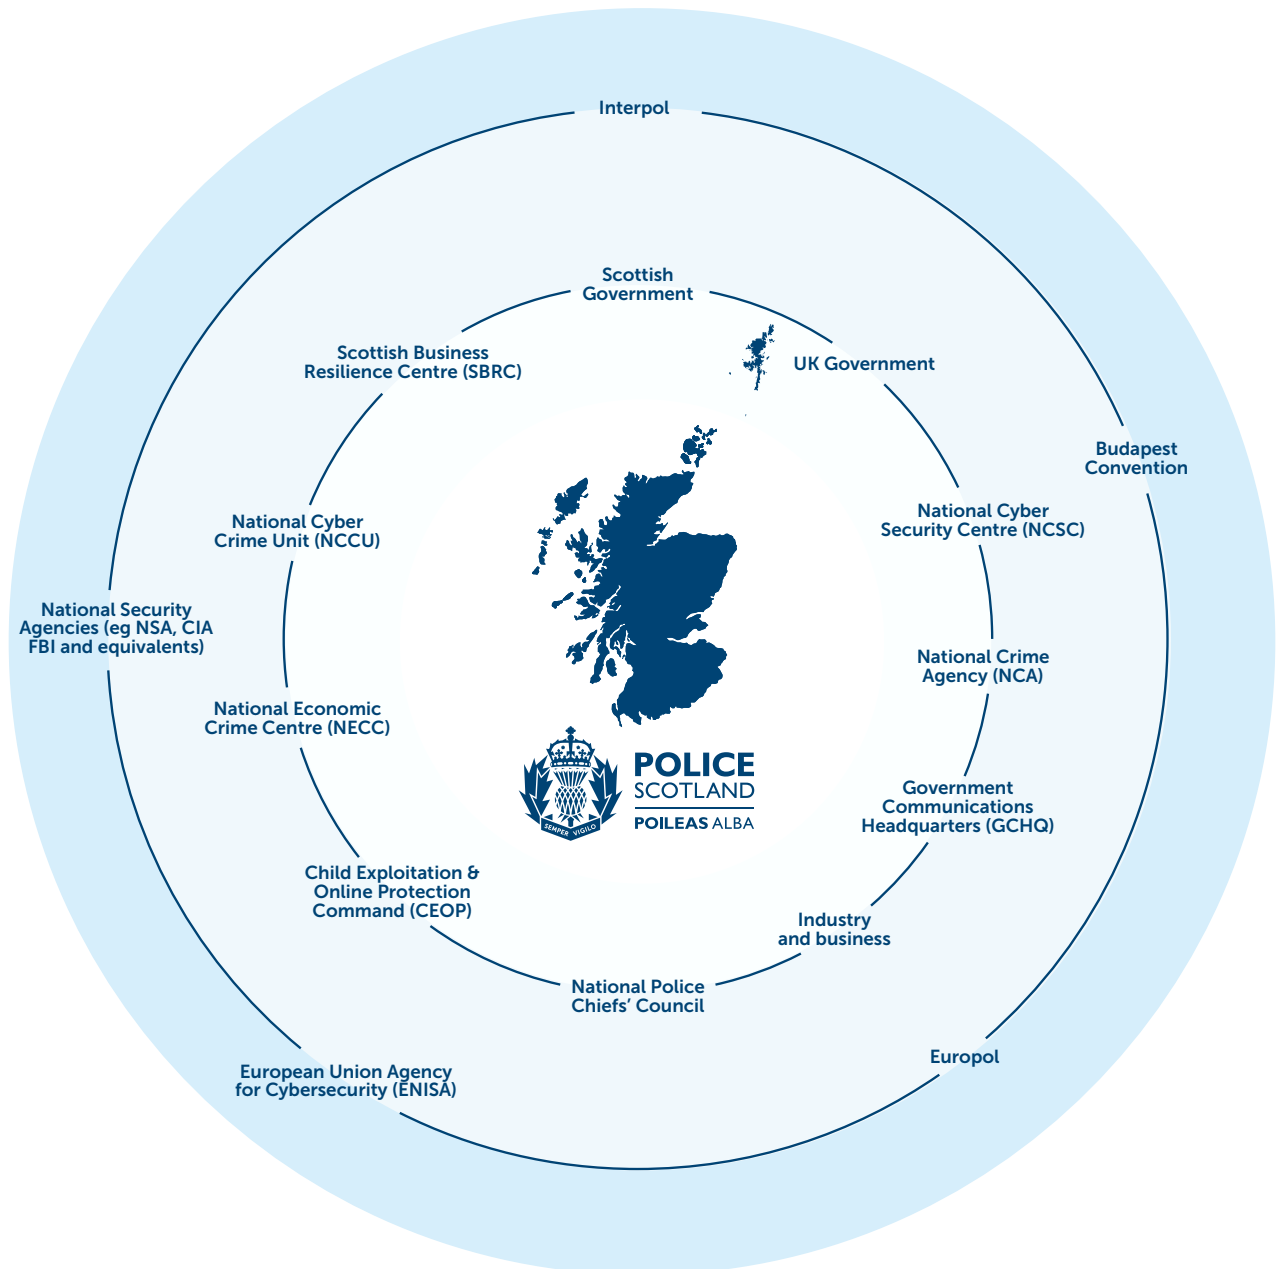 Interpol
Scottish
Government
Scottish Business
Resilience Centre (SBRC)
UK Government
Budapest
Convention
National Cyber
Crime Unit (NCCU)
National Cyber
Security Centre (NCSC)
National Security
Agencies (eg NSA, CIA
FBI and equivalents)
National Crime
Agency (NCA)
National Economic
Crime Centre (NECC)
POLICE
SCOTLAND
POILEAS ALBA
SEMPER VIGILO
Government
Communications
Headquarters (GCHQ)
Child Exploitation &
Online Protection
Command (CEOP)
Industry
and business
National Police
Chiefs’ Council
Europol
European Union Agency
for Cybersecurity (ENISA)